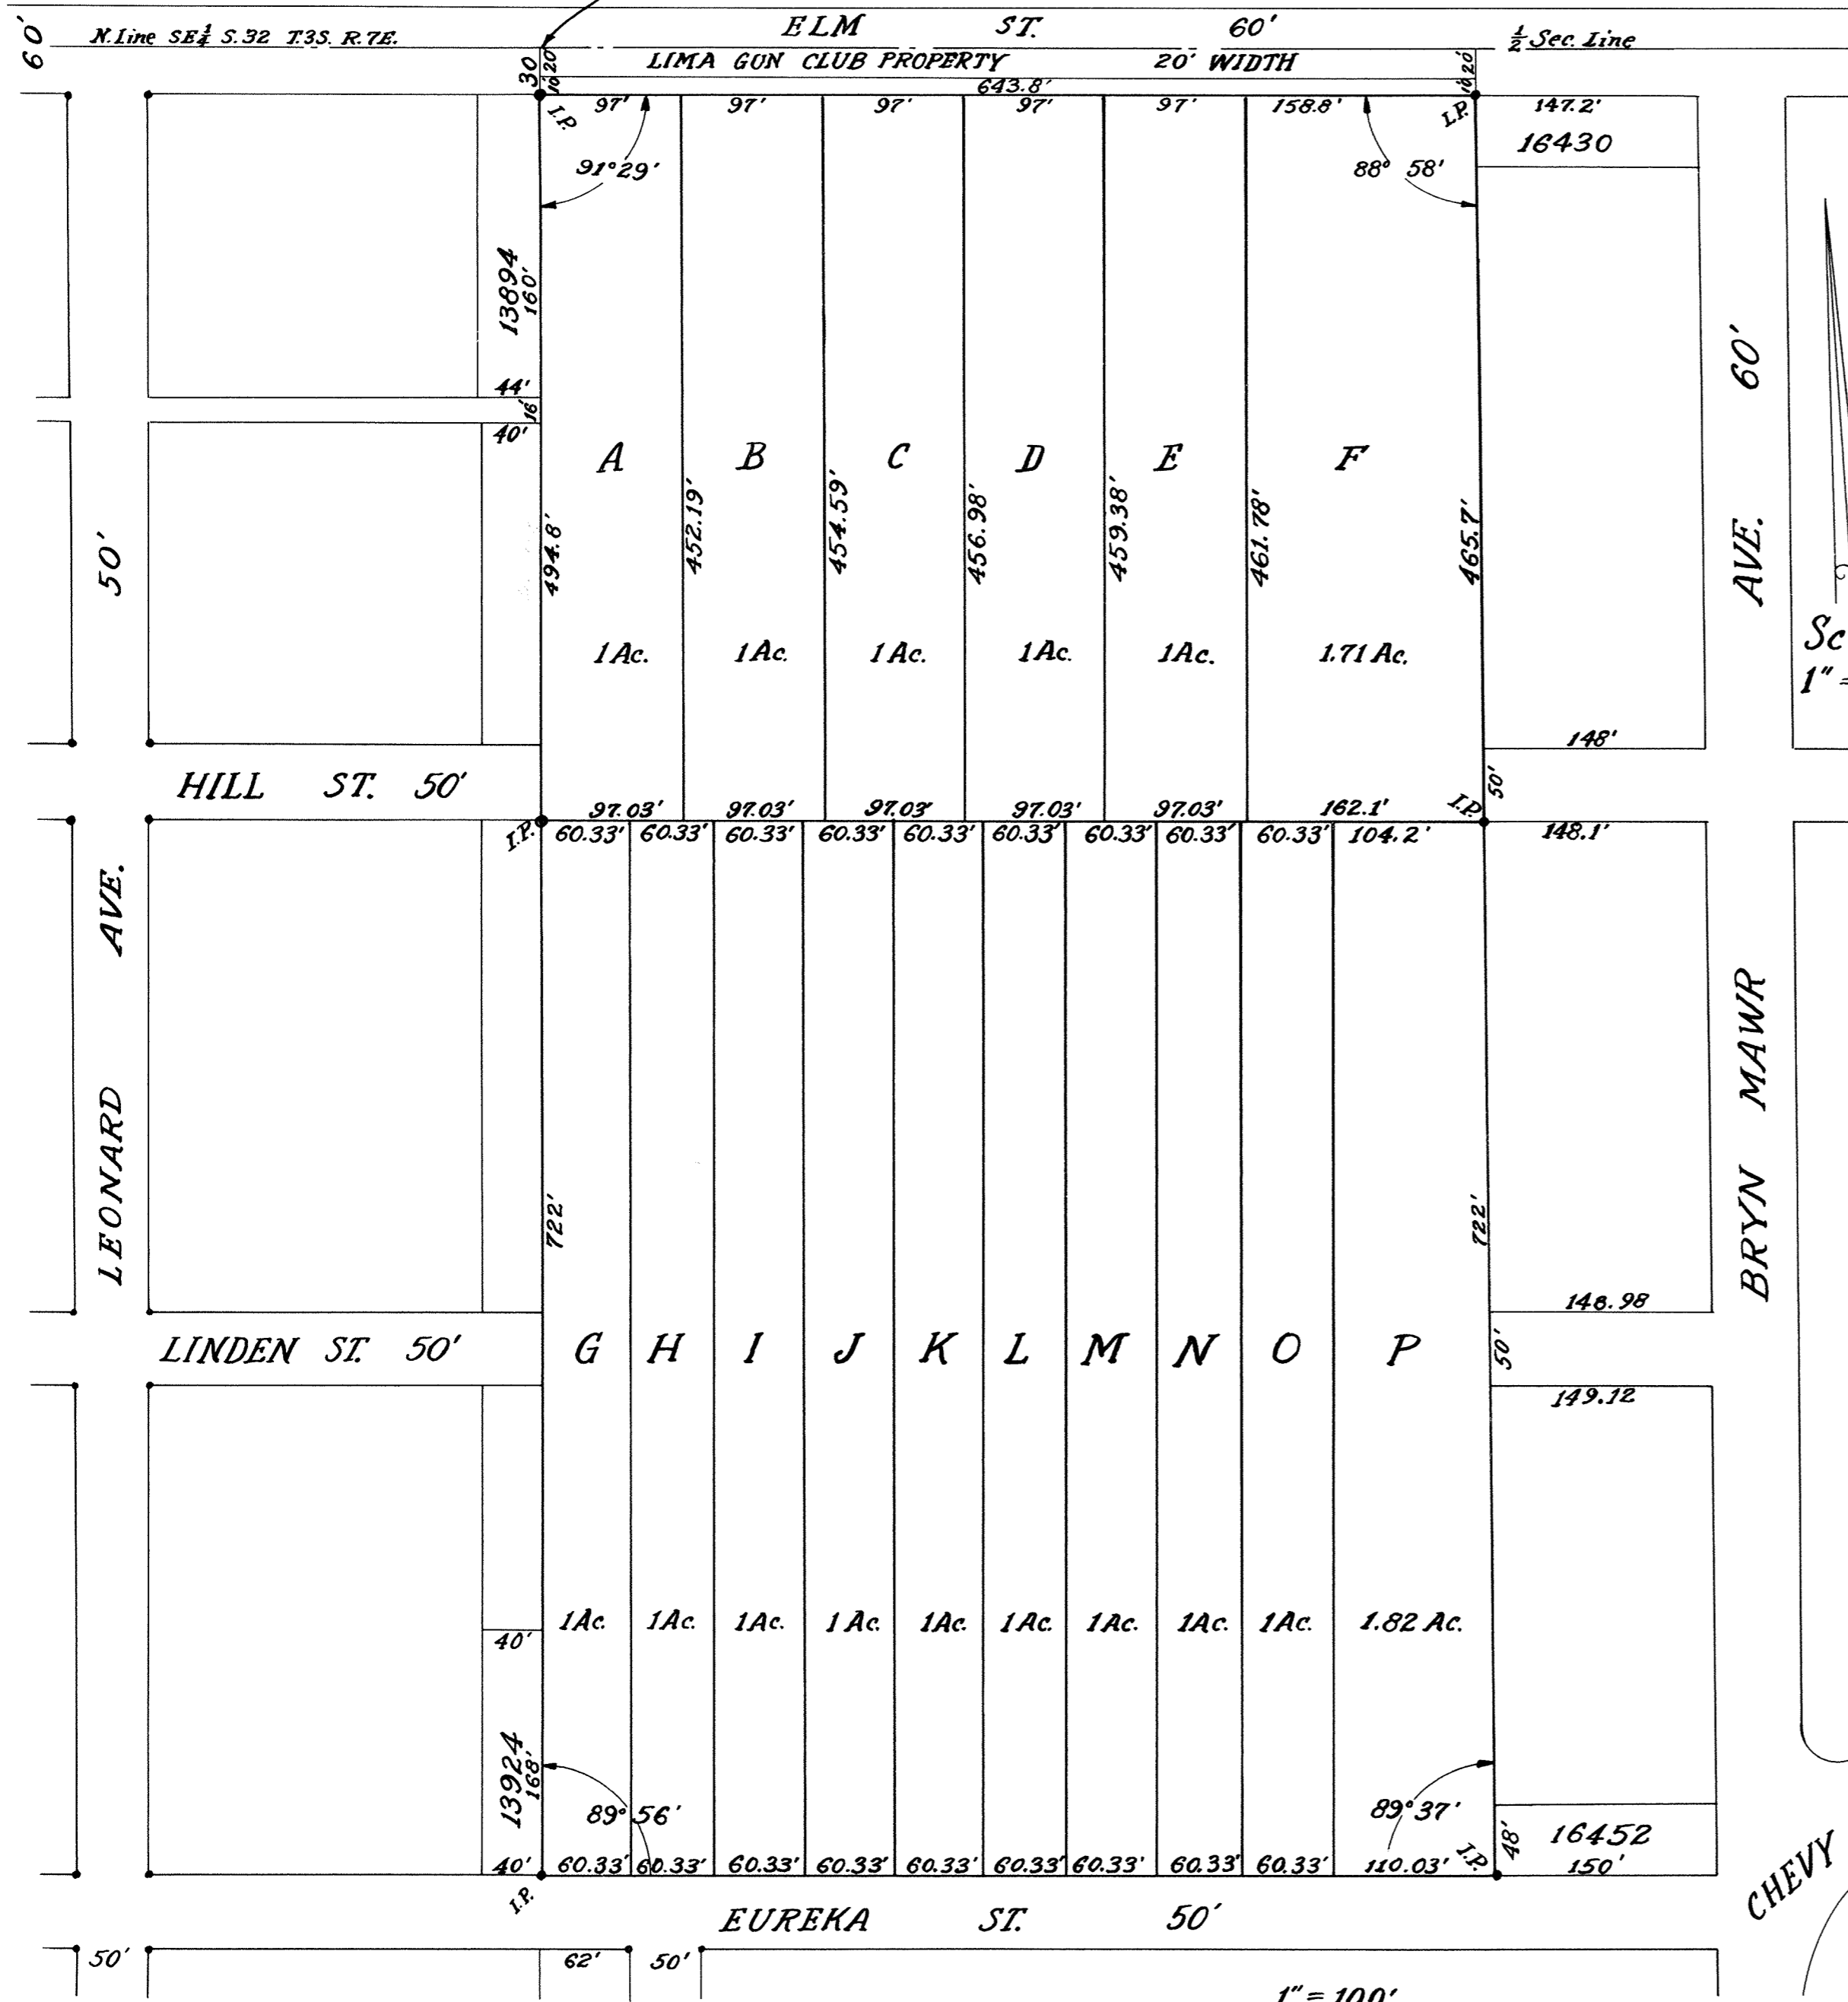 60'
N. Line SE¼ S. 32 T. 3S. R. 7E.
ELM ST. 60'
½ Sec. Line
30
10' 20'
LIMA GUN CLUB PROPERTY 20' WIDTH
10' 20'
643.8'
I.P.
97' 97' 97' 97' 97' 158.8'
I.P.
147.2'
16430
91°29'
88° 58'
13894
160'
44'
16'
40'
60'
A B C D E F
494.8'
452.19'
454.59'
456.98'
459.38'
461.78'
465.7'
50'
AVE.
Sc
1" =
1 Ac. 1 Ac. 1 Ac. 1 Ac. 1 Ac. 1.71 Ac.
148'
HILL ST. 50'
50'
97.03' 97.03' 97.03' 97.03' 97.03' 162.1'
I.P.
I.P.
60.33' 60.33' 60.33' 60.33' 60.33' 60.33' 60.33' 60.33' 60.33' 104.2'
148.1'
AVE.
LEONARD
MAWR
BRYN
722'
722'
148.98
LINDEN ST. 50'
G H I J K L M N O P
50'
149.12
1 Ac. 1 Ac. 1 Ac. 1 Ac. 1 Ac. 1 Ac. 1 Ac. 1 Ac. 1 Ac. 1.82 Ac.
40'
13924
168'
89° 56'
89° 37'
48'
16452
40'
60.33' 60.33' 60.33' 60.33' 60.33' 60.33' 60.33' 60.33' 60.33' 110.03'
I.P.
150'
I.P.
CHEVY
EUREKA ST. 50'
50'
62' 50'
1" = 100'